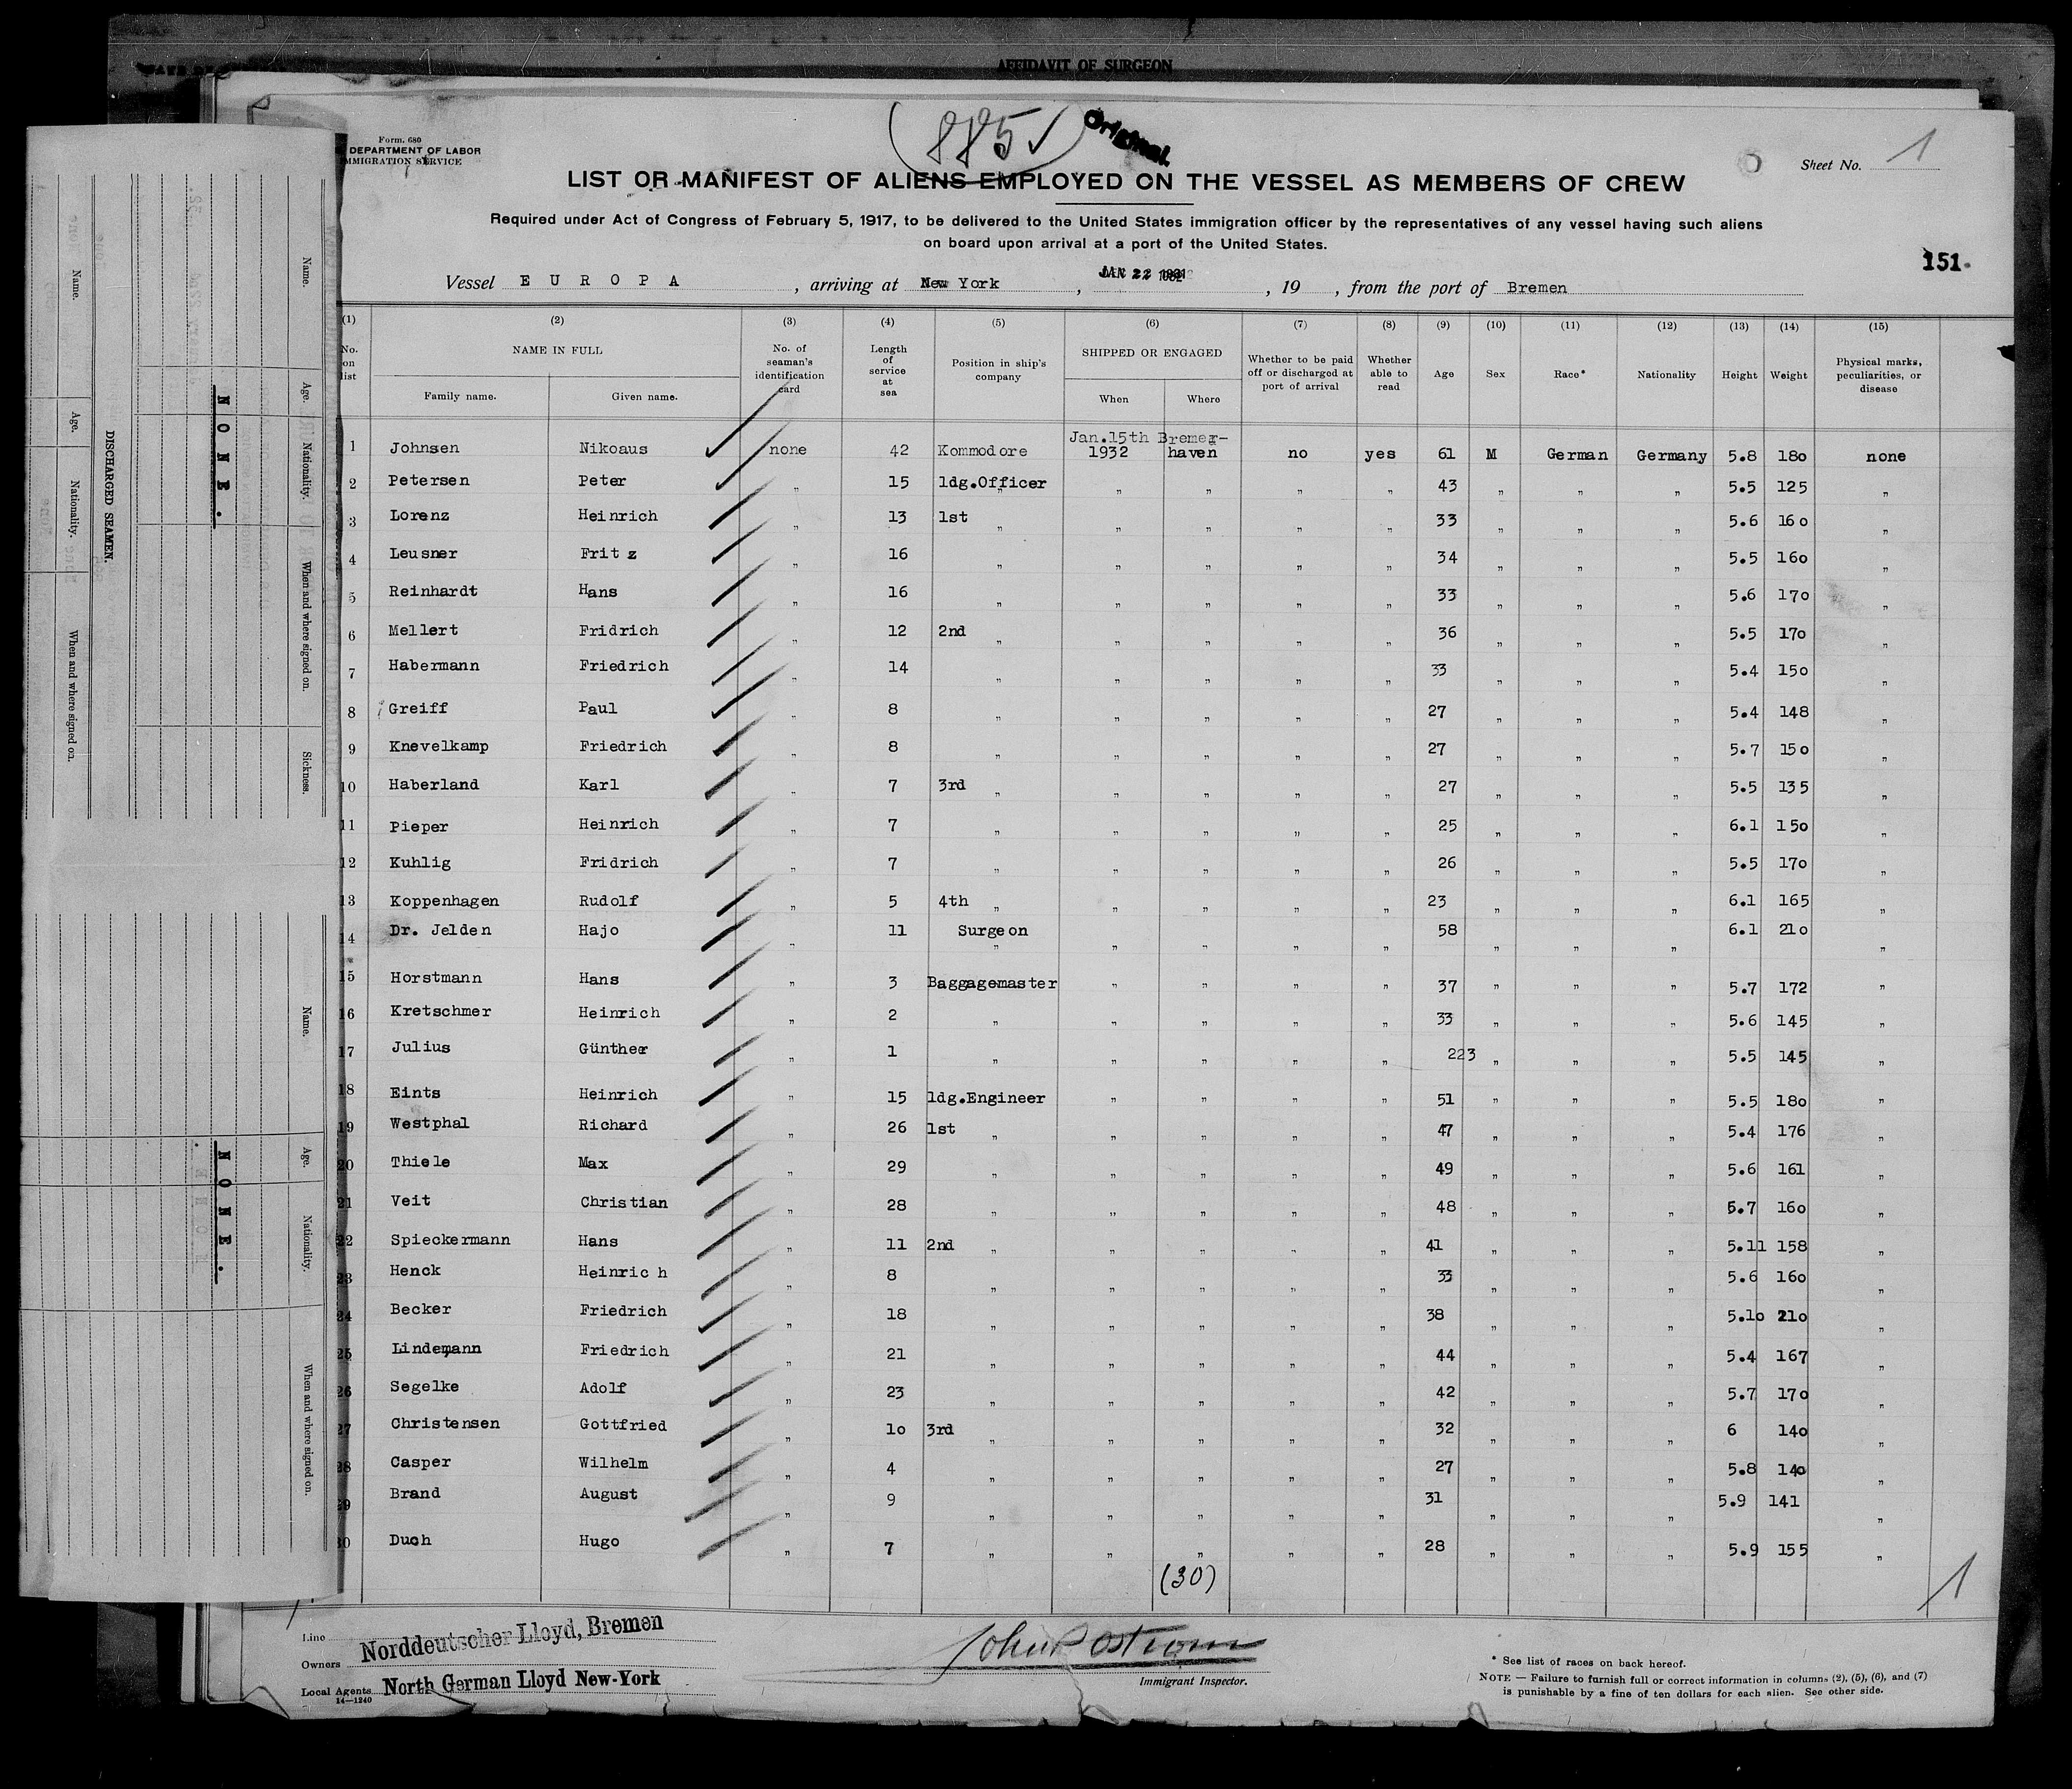 AFFIDAVIT OF SURGEON
(885) Original
Form. 680
DEPARTMENT OF LABOR
IMMIGRATION SERVICE
Sheet No. 1
LIST OR MANIFEST OF ALIENS EMPLOYED ON THE VESSEL AS MEMBERS OF CREW
Required under Act of Congress of February 5, 1917, to be delivered to the United States immigration officer by the representatives of any vessel having such aliens
on board upon arrival at a port of the United States.
151
Vessel E U R O P A , arriving at New York , JAN 22 , 19 , from the port of Bremen
(1) (2) (3) (4) (5) (6) (7) (8) (9) (10) (11) (12) (13) (14) (15)
No. on list NAME IN FULL Family name. Given name. No. of seaman's identification card Length of service at sea Position in ship's company SHIPPED OR ENGAGED When Where Whether to be paid off or discharged at port of arrival Whether able to read Age Sex Race* Nationality Height Weight Physical marks, peculiarities, or disease
1 Johnsen Nikoaus none 42 Kommodore Jan.15th 1932 Bremer-haven no yes 61 M German Germany 5.8 180 none
2 Petersen Peter „ 15 ldg.Officer „ „ „ „ 43 „ „ „ 5.5 125 „
3 Lorenz Heinrich „ 13 1st „ „ „ „ „ 33 „ „ „ 5.6 160 „
4 Leusner Fritz „ 16 „ „ „ „ „ 34 „ „ „ 5.5 160 „
5 Reinhardt Hans „ 16 „ „ „ „ „ 33 „ „ „ 5.6 170 „
6 Mellert Fridrich „ 12 2nd „ „ „ „ „ 36 „ „ „ 5.5 170 „
7 Habermann Friedrich „ 14 „ „ „ „ „ 33 „ „ „ 5.4 150 „
8 Greiff Paul „ 8 „ „ „ „ „ 27 „ „ „ 5.4 148 „
9 Knevelkamp Friedrich „ 8 „ „ „ „ „ 27 „ „ „ 5.7 150 „
10 Haberland Karl „ 7 3rd „ „ „ „ „ 27 „ „ „ 5.5 135 „
11 Pieper Heinrich „ 7 „ „ „ „ „ 25 „ „ „ 6.1 150 „
12 Kuhlig Fridrich „ 7 „ „ „ „ „ 26 „ „ „ 5.5 170 „
13 Koppenhagen Rudolf „ 5 4th „ „ „ „ „ 23 „ „ „ 6.1 165 „
14 Dr. Jelden Hajo „ 11 Surgeon „ „ „ „ „ 58 „ „ „ 6.1 210 „
15 Horstmann Hans „ 3 Baggagemaster „ „ „ „ 37 „ „ „ 5.7 172 „
16 Kretschmer Heinrich „ 2 „ „ „ „ „ 33 „ „ „ 5.6 145 „
17 Julius Günther „ 1 „ „ „ „ „ 223 „ „ „ 5.5 145 „
18 Eints Heinrich „ 15 ldg.Engineer „ „ „ „ 51 „ „ „ 5.5 180 „
19 Westphal Richard „ 26 1st „ „ „ „ „ 47 „ „ „ 5.4 176 „
20 Thiele Max „ 29 „ „ „ „ „ 49 „ „ „ 5.6 161 „
21 Veit Christian „ 28 „ „ „ „ „ 48 „ „ „ 5.7 160 „
22 Spieckermann Hans „ 11 2nd „ „ „ „ „ 41 „ „ „ 5.11 158 „
23 Henck Heinrich „ 8 „ „ „ „ „ 33 „ „ „ 5.6 160 „
24 Becker Friedrich „ 18 „ „ „ „ „ 38 „ „ „ 5.10 210 „
25 Lindemann Friedrich „ 21 „ „ „ „ „ 44 „ „ „ 5.4 167 „
26 Segelke Adolf „ 23 „ „ „ „ „ 42 „ „ „ 5.7 170 „
27 Christensen Gottfried „ 10 3rd „ „ „ „ „ 32 „ „ „ 6 140 „
28 Casper Wilhelm „ 4 „ „ „ „ „ 27 „ „ „ 5.8 140 „
29 Brand August „ 9 „ „ „ „ „ 31 „ „ „ 5.9 141 „
30 Duch Hugo „ 7 „ „ „ „ „ 28 „ „ „ 5.9 155 „
(30)
1
Line
Owners Norddeutscher Lloyd, Bremen
Local Agents North German Lloyd New-York
14—1240
Immigrant Inspector.
* See list of races on back hereof.
NOTE — Failure to furnish full or correct information in columns (2), (5), (6), and (7)
is punishable by a fine of ten dollars for each alien. See other side.
Name. Age. Nationality. When and where signed on. Sickness.
NONE.
DISCHARGED SEAMEN.
Name. Age. Nationality. When and where signed on.
Name. Age. Nationality. When and where signed on.
NONE.